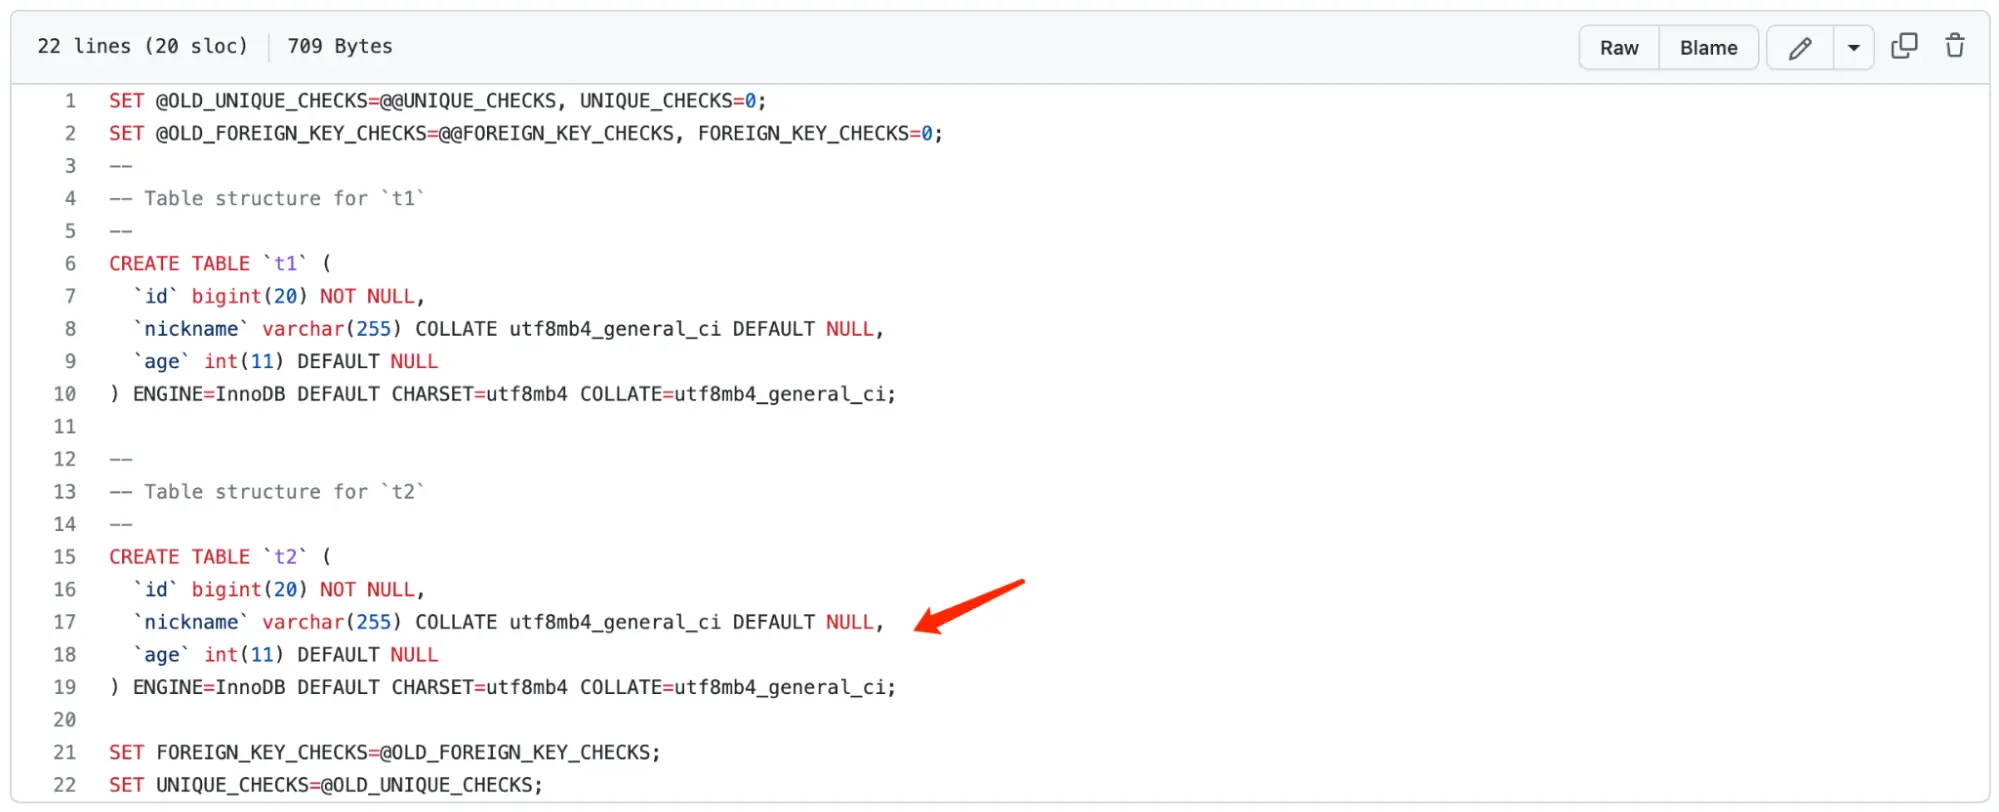 22 lines (20 sloc) 709 Bytes Raw Blame
1 SET @OLD_UNIQUE_CHECKS=@@UNIQUE_CHECKS, UNIQUE_CHECKS=0;
2 SET @OLD_FOREIGN_KEY_CHECKS=@@FOREIGN_KEY_CHECKS, FOREIGN_KEY_CHECKS=0;
3 --
4 -- Table structure for `t1`
5 --
6 CREATE TABLE `t1` (
7   `id` bigint(20) NOT NULL,
8   `nickname` varchar(255) COLLATE utf8mb4_general_ci DEFAULT NULL,
9   `age` int(11) DEFAULT NULL
10 ) ENGINE=InnoDB DEFAULT CHARSET=utf8mb4 COLLATE=utf8mb4_general_ci;
11
12 --
13 -- Table structure for `t2`
14 --
15 CREATE TABLE `t2` (
16   `id` bigint(20) NOT NULL,
17   `nickname` varchar(255) COLLATE utf8mb4_general_ci DEFAULT NULL,
18   `age` int(11) DEFAULT NULL
19 ) ENGINE=InnoDB DEFAULT CHARSET=utf8mb4 COLLATE=utf8mb4_general_ci;
20
21 SET FOREIGN_KEY_CHECKS=@OLD_FOREIGN_KEY_CHECKS;
22 SET UNIQUE_CHECKS=@OLD_UNIQUE_CHECKS;